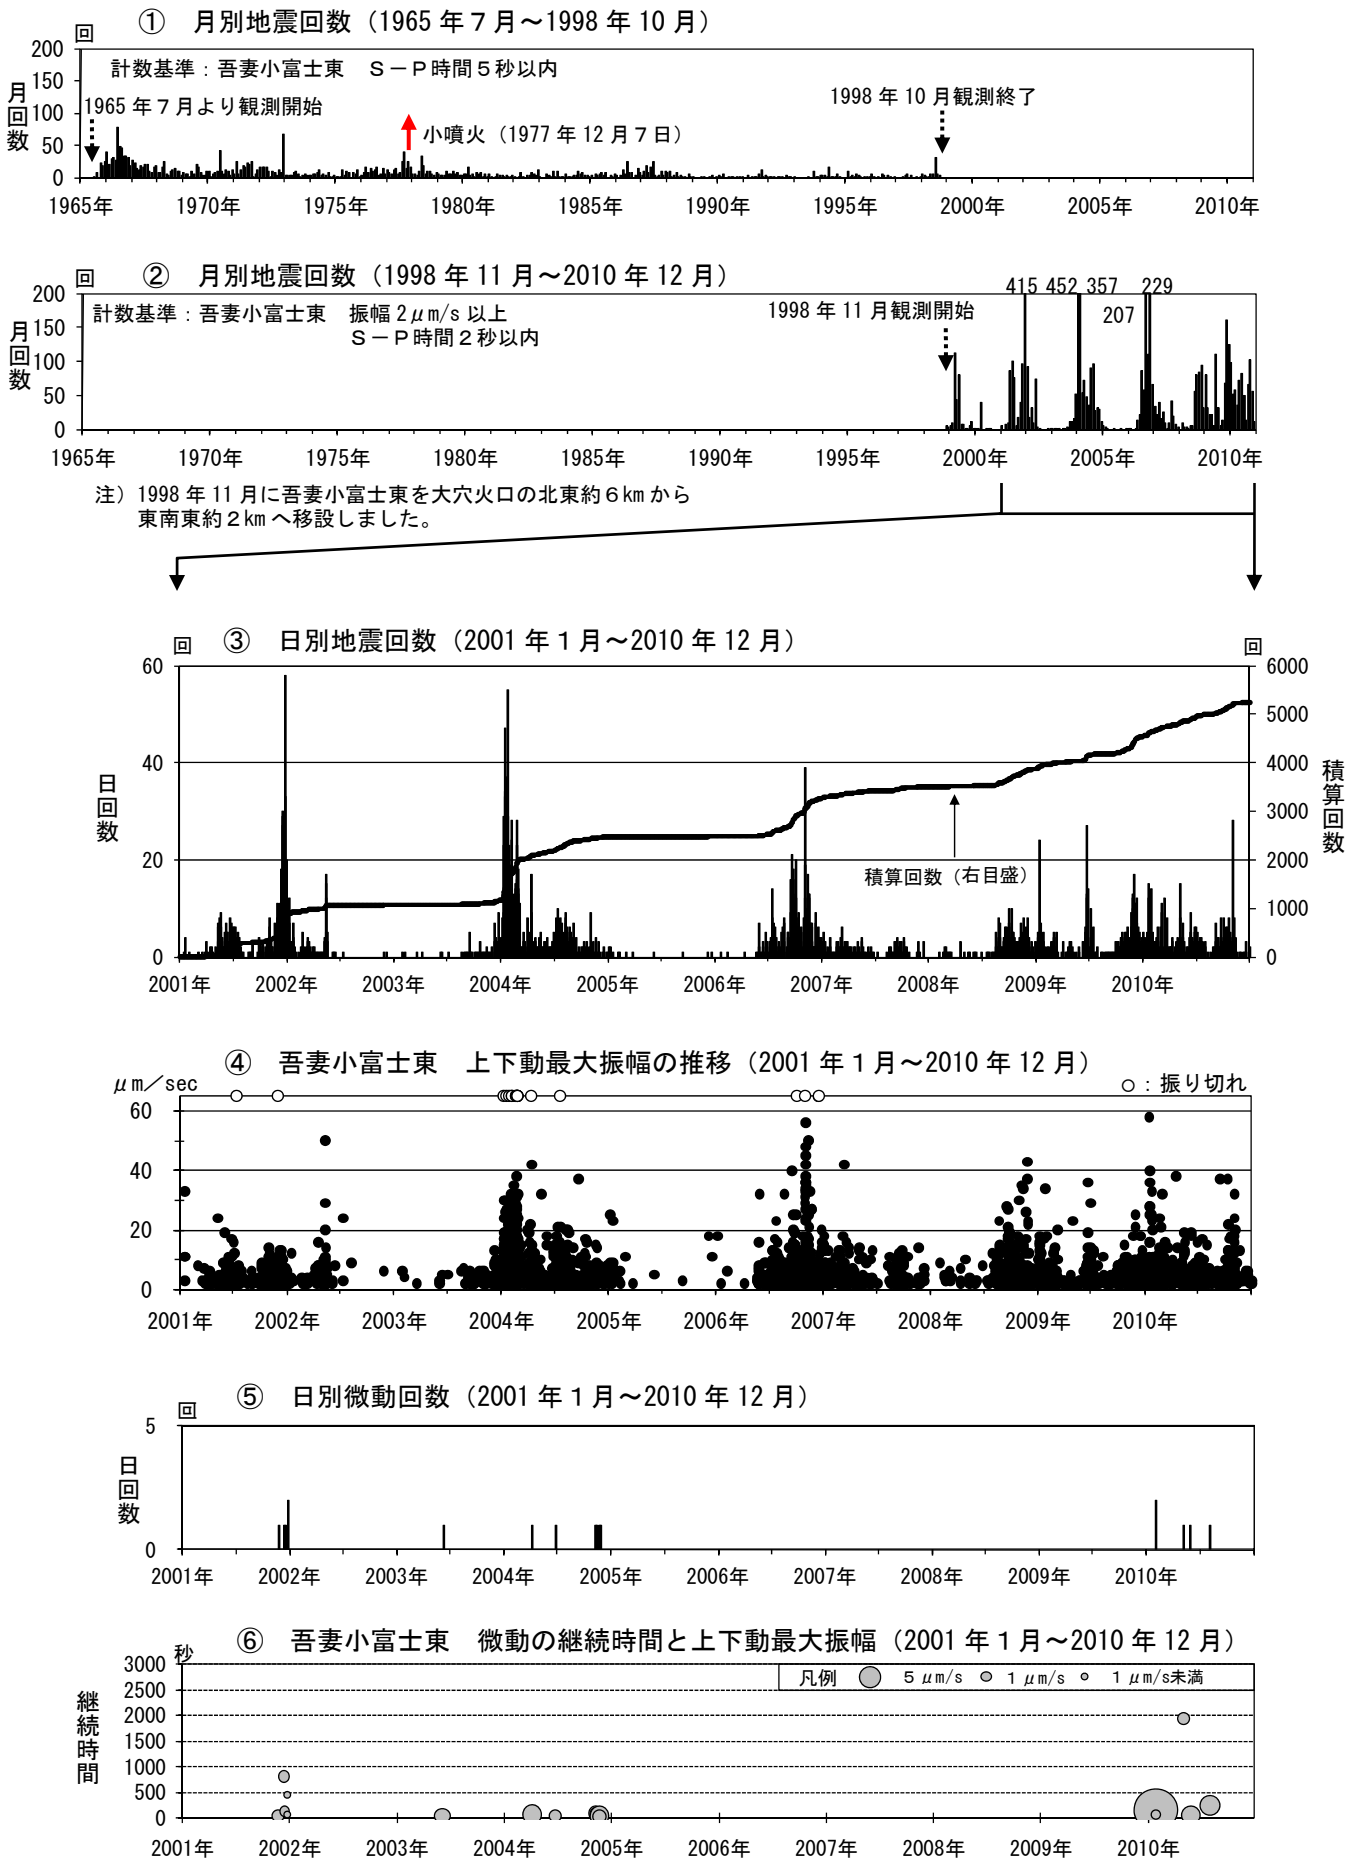 ① 月別地震回数（1965 年７月～1998 年 10 月）
回
200
150
100
50
0
月回数
計数基準：吾妻小富士東　Ｓ－Ｐ時間５秒以内
1965 年７月より観測開始
小噴火（1977 年 12 月７日）
1998 年 10 月観測終了
1965年 1970年 1975年 1980年 1985年 1990年 1995年 2000年 2005年 2010年
② 月別地震回数（1998 年 11 月～2010 年 12 月）
回
200
150
100
50
0
月回数
計数基準：吾妻小富士東　振幅２μm/s 以上
Ｓ－Ｐ時間２秒以内
1998 年 11 月観測開始
415 452 357 229
207
1965年 1970年 1975年 1980年 1985年 1990年 1995年 2000年 2005年 2010年
注）1998 年 11 月に吾妻小富士東を大穴火口の北東約６km から
東南東約２km へ移設しました。
③ 日別地震回数（2001 年１月～2010 年 12 月）
回
回
60
40
20
0
日回数
6000
5000
4000
3000
2000
1000
0
積算回数
積算回数（右目盛）
2001年 2002年 2003年 2004年 2005年 2006年 2007年 2008年 2009年 2010年
④ 吾妻小富士東　上下動最大振幅の推移（2001 年１月～2010 年 12 月）
μm／sec
○：振り切れ
60
40
20
0
2001年 2002年 2003年 2004年 2005年 2006年 2007年 2008年 2009年 2010年
⑤ 日別微動回数（2001 年１月～2010 年 12 月）
回
5
0
日回数
2001年 2002年 2003年 2004年 2005年 2006年 2007年 2008年 2009年 2010年
⑥ 吾妻小富士東　微動の継続時間と上下動最大振幅（2001 年１月～2010 年 12 月）
秒
3000
2500
2000
1500
1000
500
0
継続時間
凡例 5 μm/s 1 μm/s 1 μm/s未満
2001年 2002年 2003年 2004年 2005年 2006年 2007年 2008年 2009年 2010年